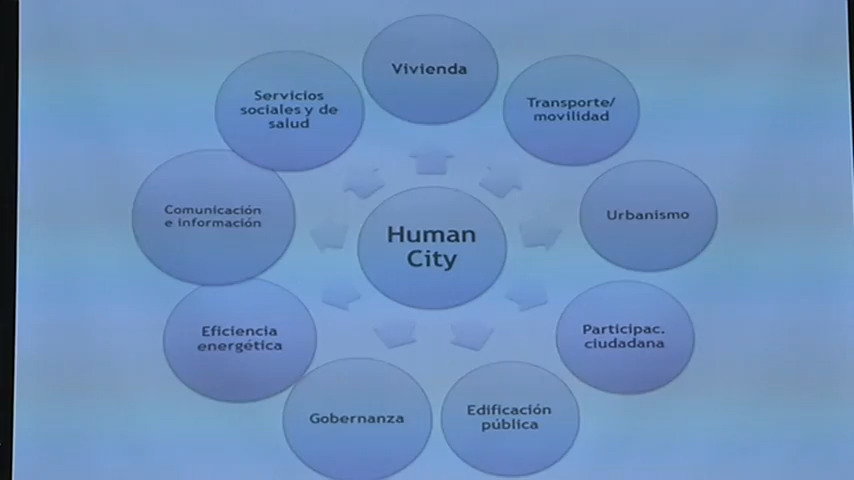 Vivienda
Transporte/
movilidad
Urbanismo
Participac.
ciudadana
Edificación
pública
Gobernanza
Eficiencia
energética
Comunicación
e información
Servicios
sociales y de
salud
Human
City